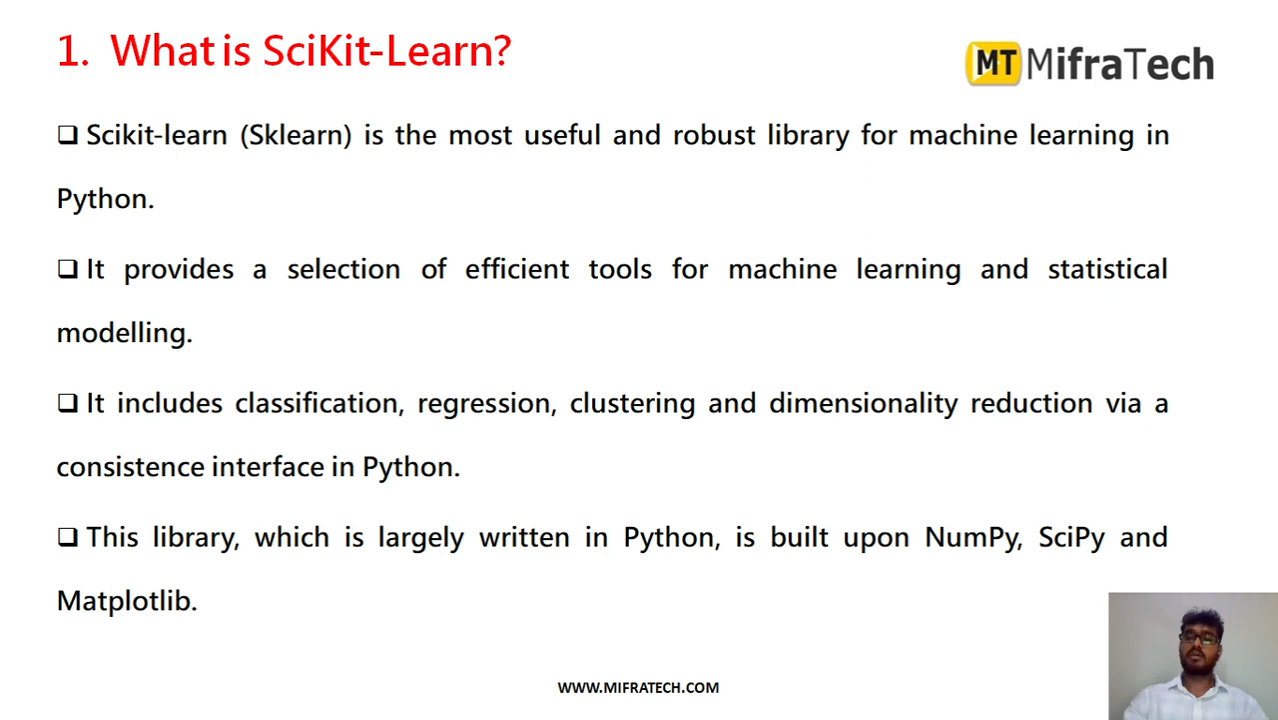 1. What is SciKit-Learn?
MT MifraTech
❑ Scikit-learn (Sklearn) is the most useful and robust library for machine learning in
Python.
❑ It provides a selection of efficient tools for machine learning and statistical
modelling.
❑ It includes classification, regression, clustering and dimensionality reduction via a
consistence interface in Python.
❑ This library, which is largely written in Python, is built upon NumPy, SciPy and
Matplotlib.
WWW.MIFRATECH.COM